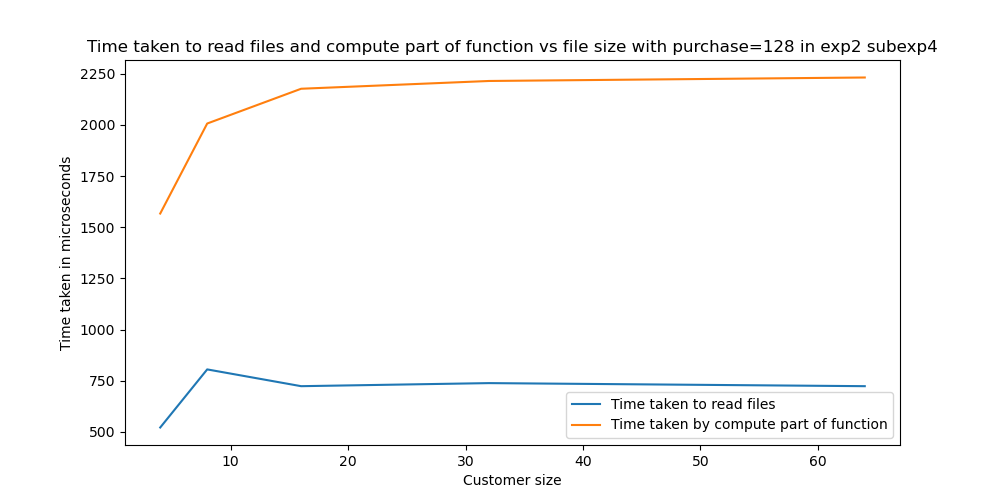 Time taken to read files and compute part of function vs file size with purchase=128 in exp2 subexp4
Time taken in microseconds
2250
2000
1750
1500
1250
1000
750
500
Time taken to read files
Time taken by compute part of function
10 20 30 40 50 60
Customer size